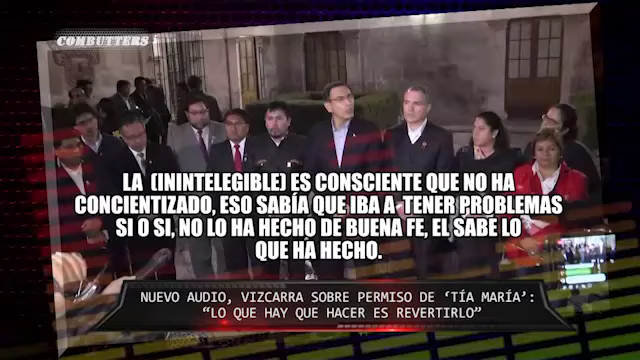 COMBUTTERS
LA (ININTELEGIBLE) ES CONSCIENTE QUE NO HA
CONCIENTIZADO, ESO SABÍA QUE IBA A TENER PROBLEMAS
SI O SI, NO LO HA HECHO DE BUENA FE, EL SABE LO
QUE HA HECHO.
NUEVO AUDIO, VIZCARRA SOBRE PERMISO DE ‘TÍA MARÍA’:
“LO QUE HAY QUE HACER ES REVERTIRLO”